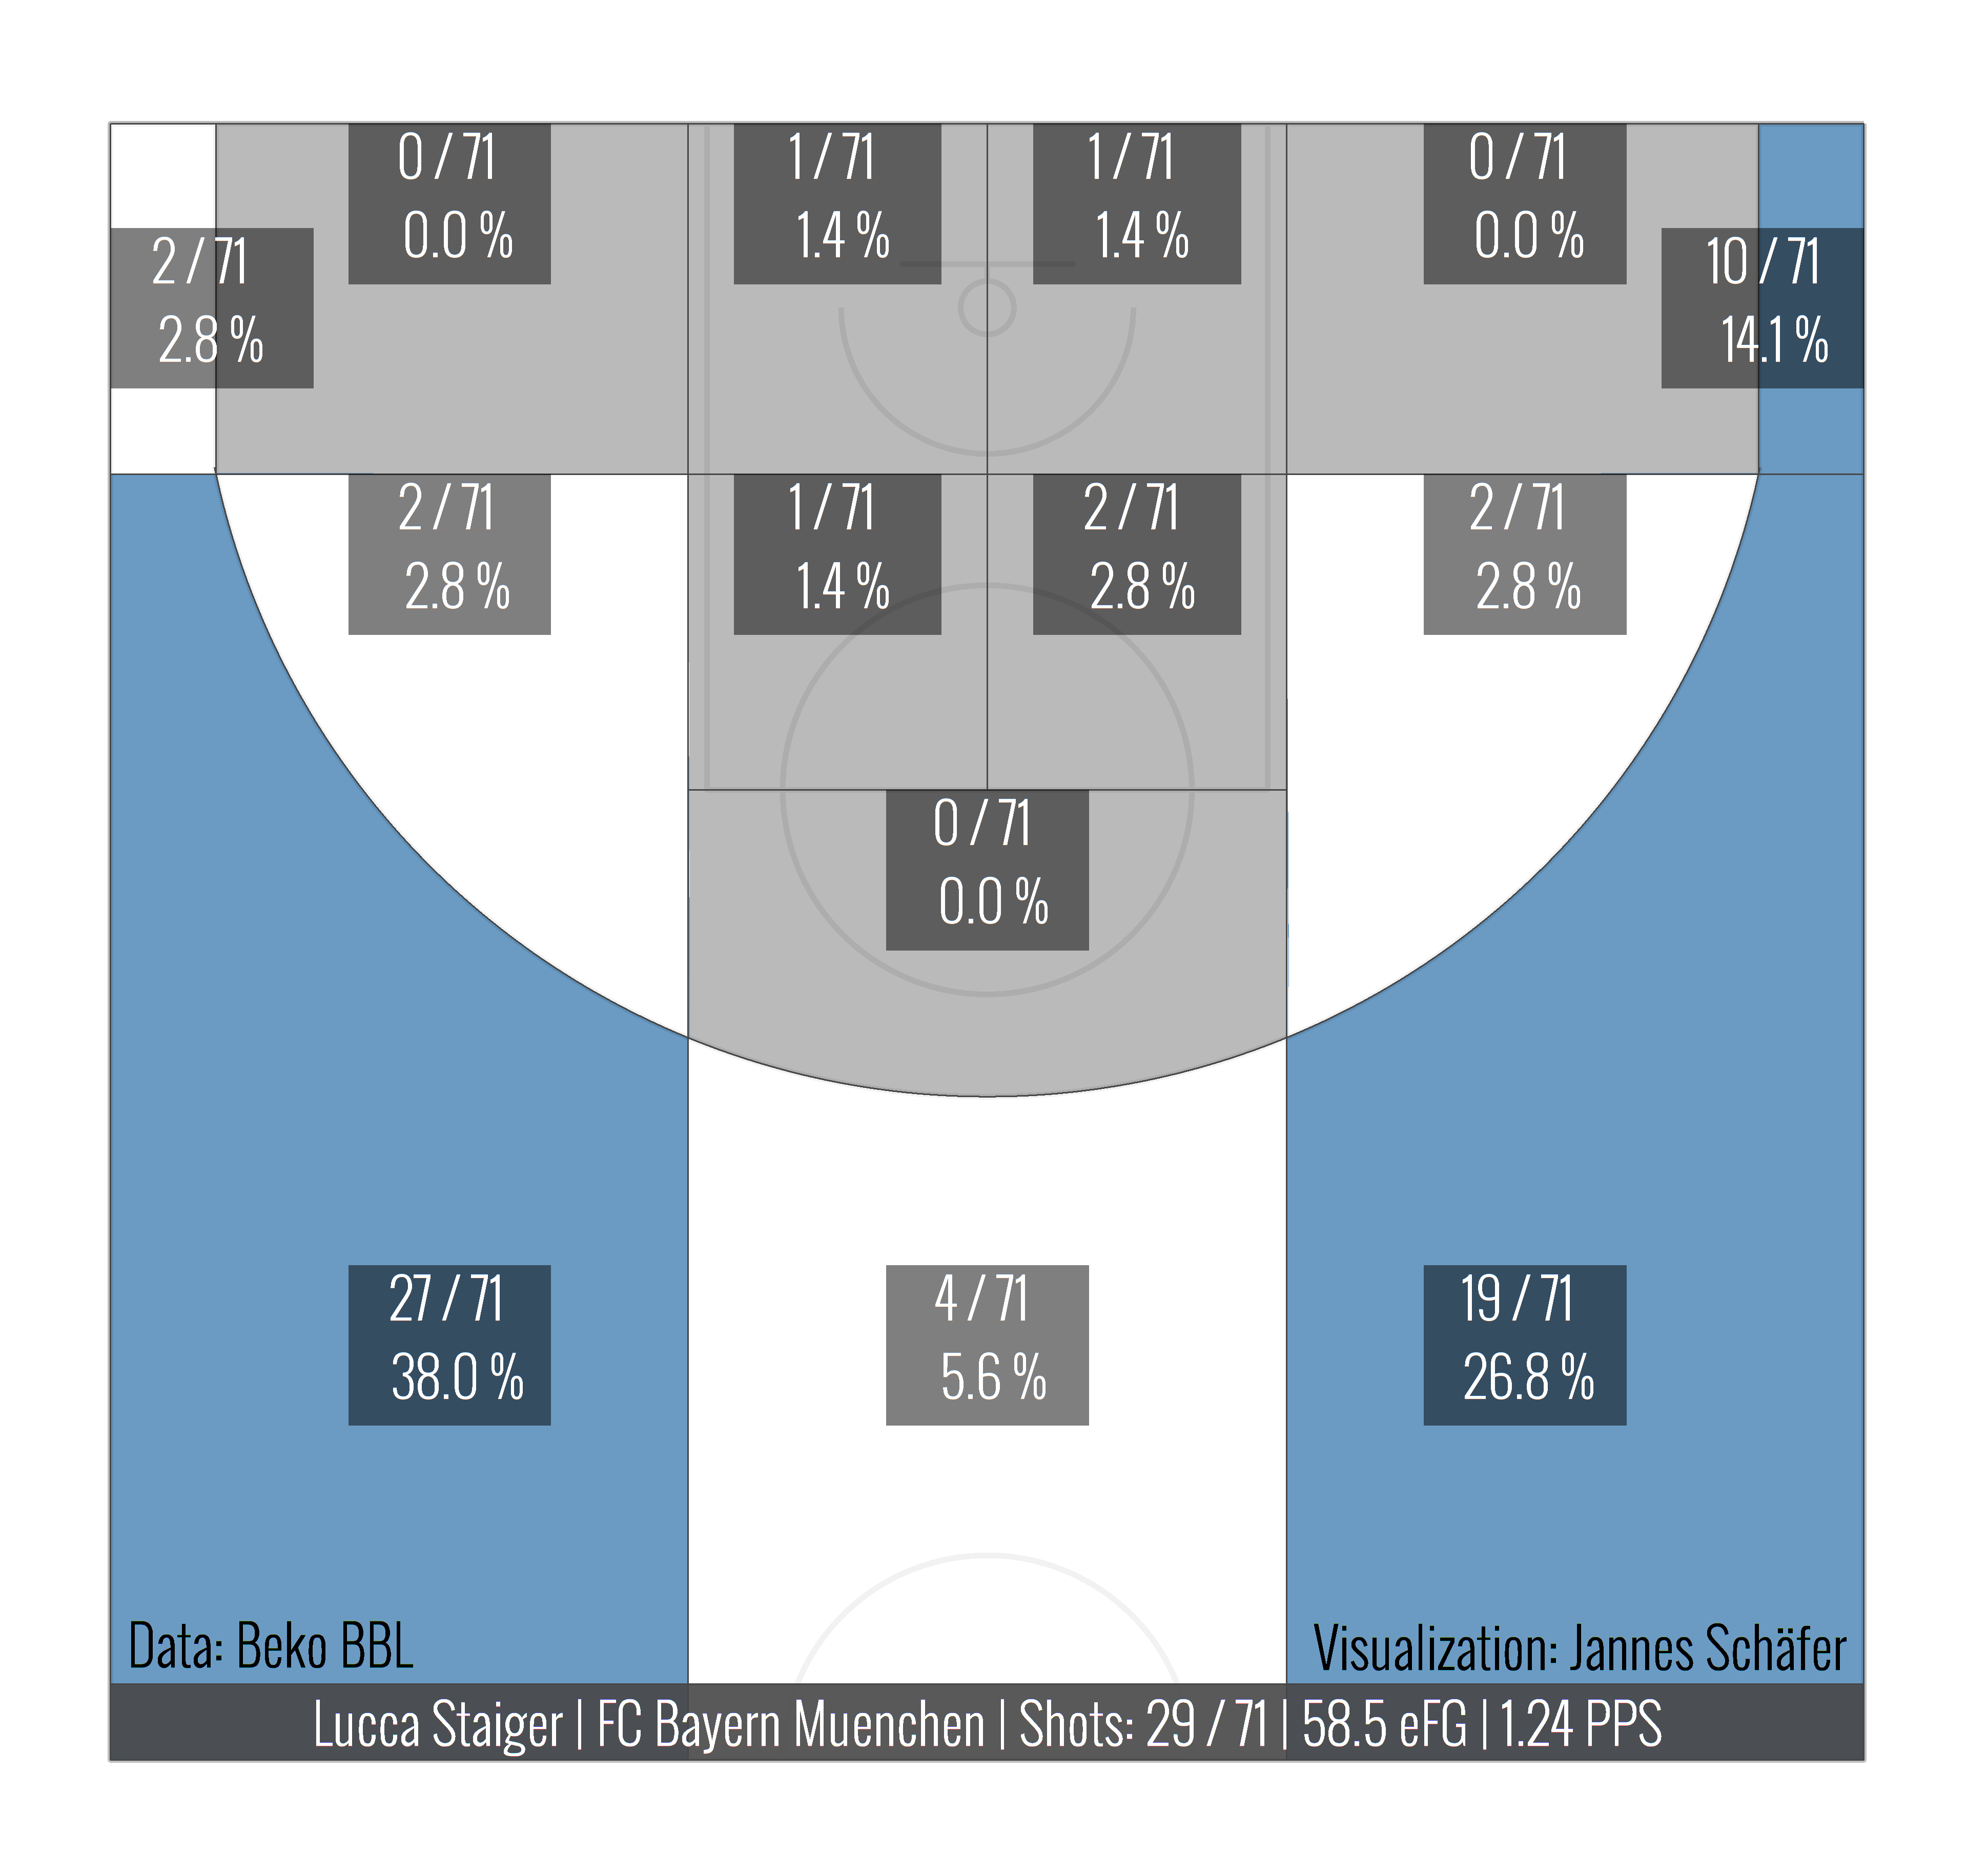 0 / 71
0.0 %
1 / 71
1.4 %
1 / 71
1.4 %
0 / 71
0.0 %
2 / 71
2.8 %
10 / 71
14.1 %
2 / 71
2.8 %
1 / 71
1.4 %
2 / 71
2.8 %
2 / 71
2.8 %
0 / 71
0.0 %
27 / 71
38.0 %
4 / 71
5.6 %
19 / 71
26.8 %
Data: Beko BBL
Visualization: Jannes Schäfer
Lucca Staiger | FC Bayern Muenchen | Shots: 29 / 71 | 58.5 eFG | 1.24 PPS